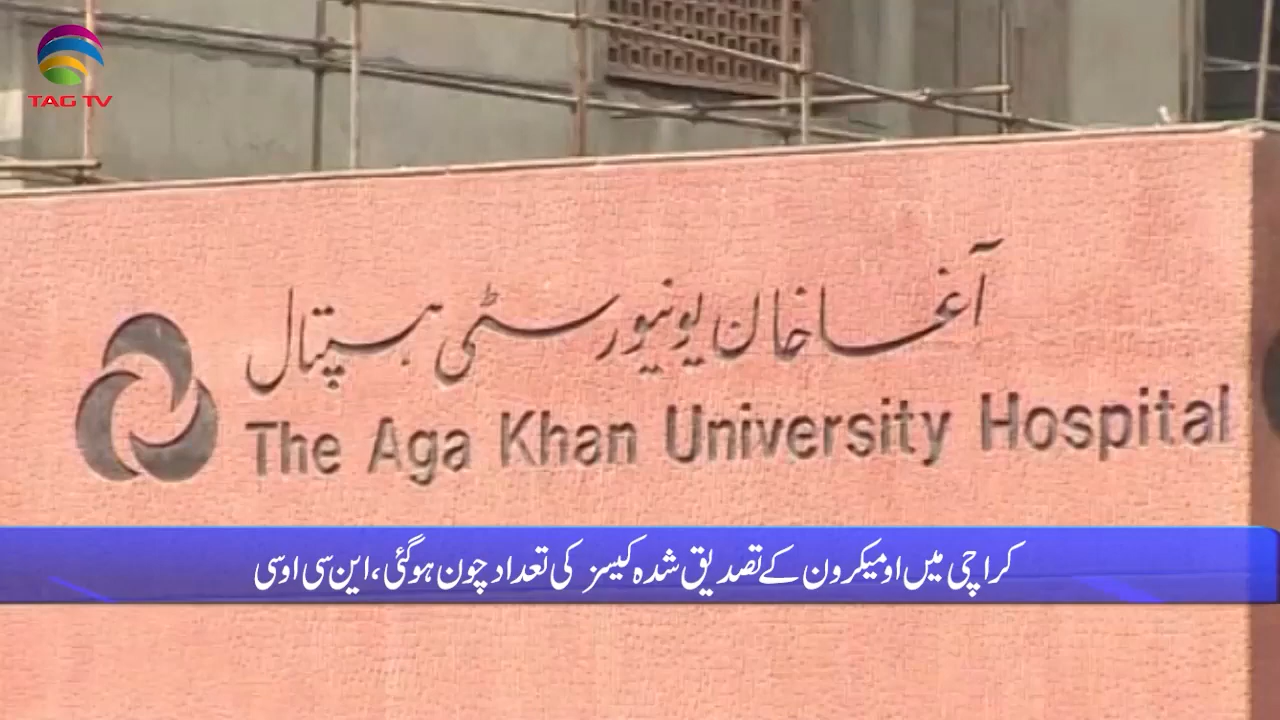 TAG TV
آغا خان یونیورسٹی ہسپتال
The Aga Khan University Hospital
کراچی میں اومیکرون کے تصدیق شدہ کیسز کی تعداد چون ہوگئی، این سی او سی